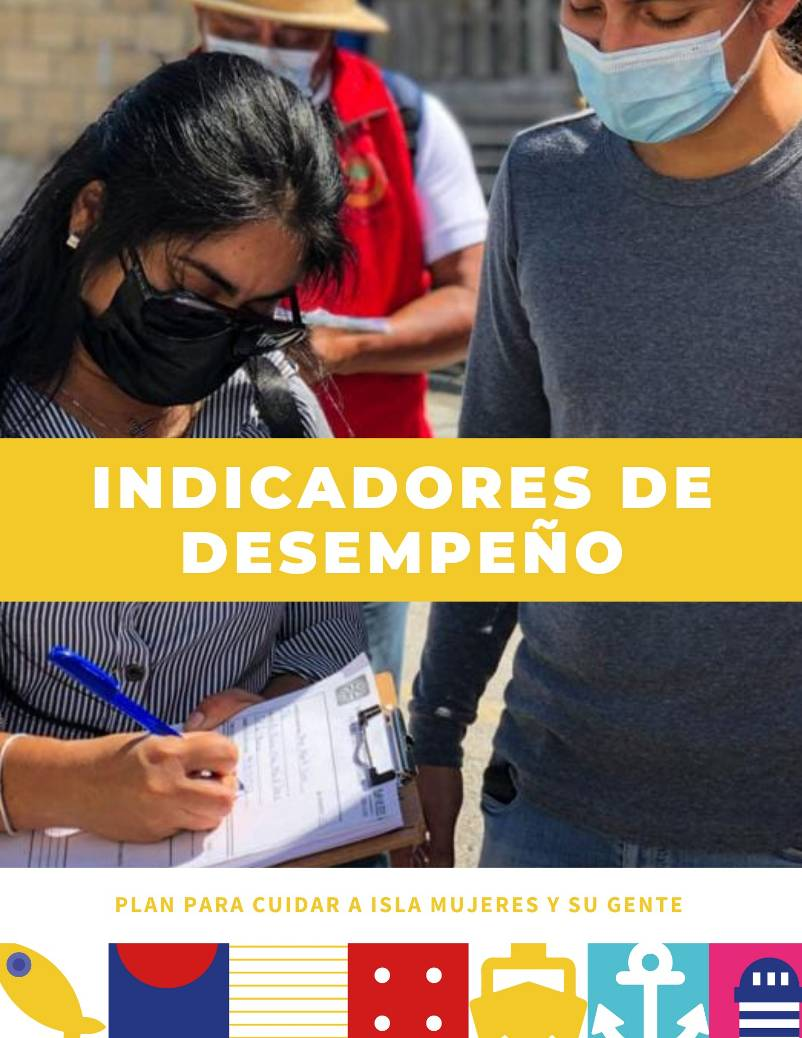 INDICADORES DE
DESEMPEÑO
PLAN PARA CUIDAR A ISLA MUJERES Y SU GENTE